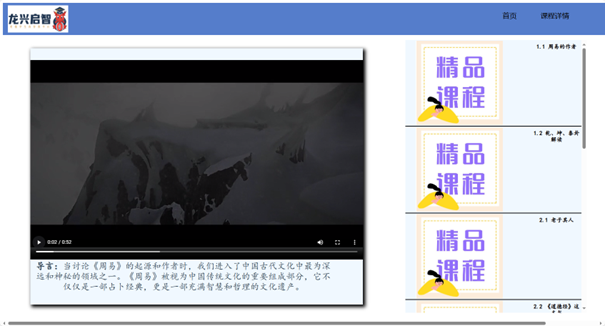 龙兴启智
首页
课程详情
0:02 / 0:52
导言:当讨论《周易》的起源和作者时,我们进入了中国古代文化中最为深
远和神秘的领域之一。《周易》被视为中国传统文化的重要组成部分,它不
仅仅是一部占卜经典,更是一部充满智慧和哲理的文化遗产。
精品
课程
1.1 周易的作者
精品
课程
1.2 乾、坤、泰卦
解读
精品
课程
2.1 老子其人
2.2 《道德经》这